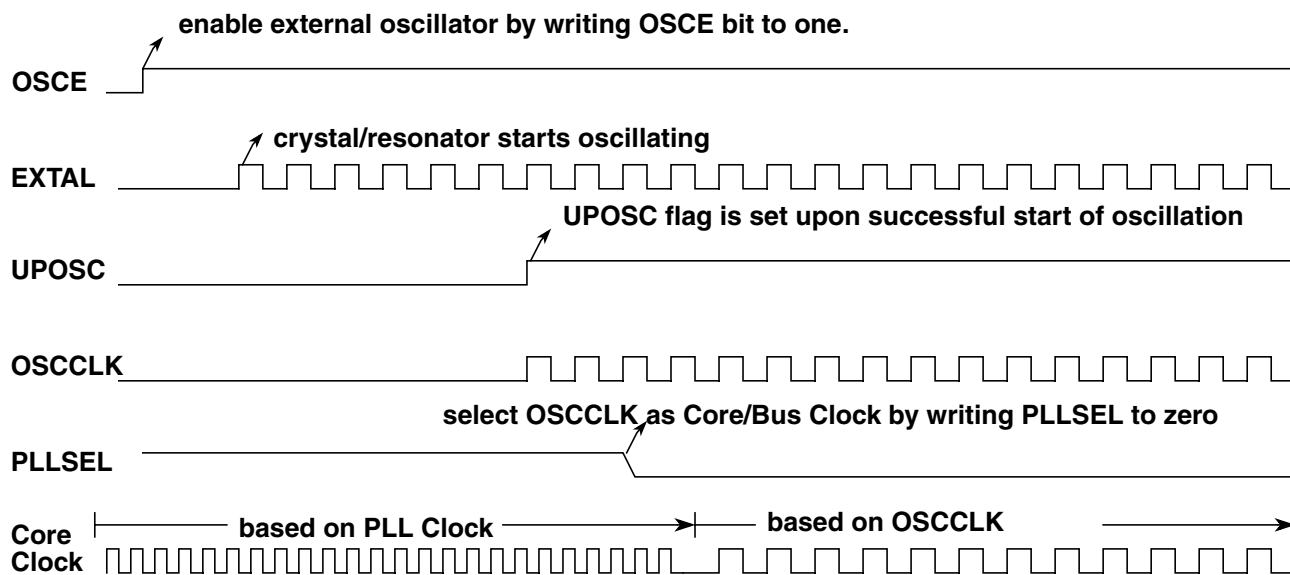 enable external oscillator by writing OSCE bit to one.
OSCE
crystal/resonator starts oscillating
EXTAL
UPOSC flag is set upon successful start of oscillation
UPOSC
OSCCLK
select OSCCLK as Core/Bus Clock by writing PLLSEL to zero
PLLSEL
based on PLL Clock
based on OSCCLK
Core
Clock